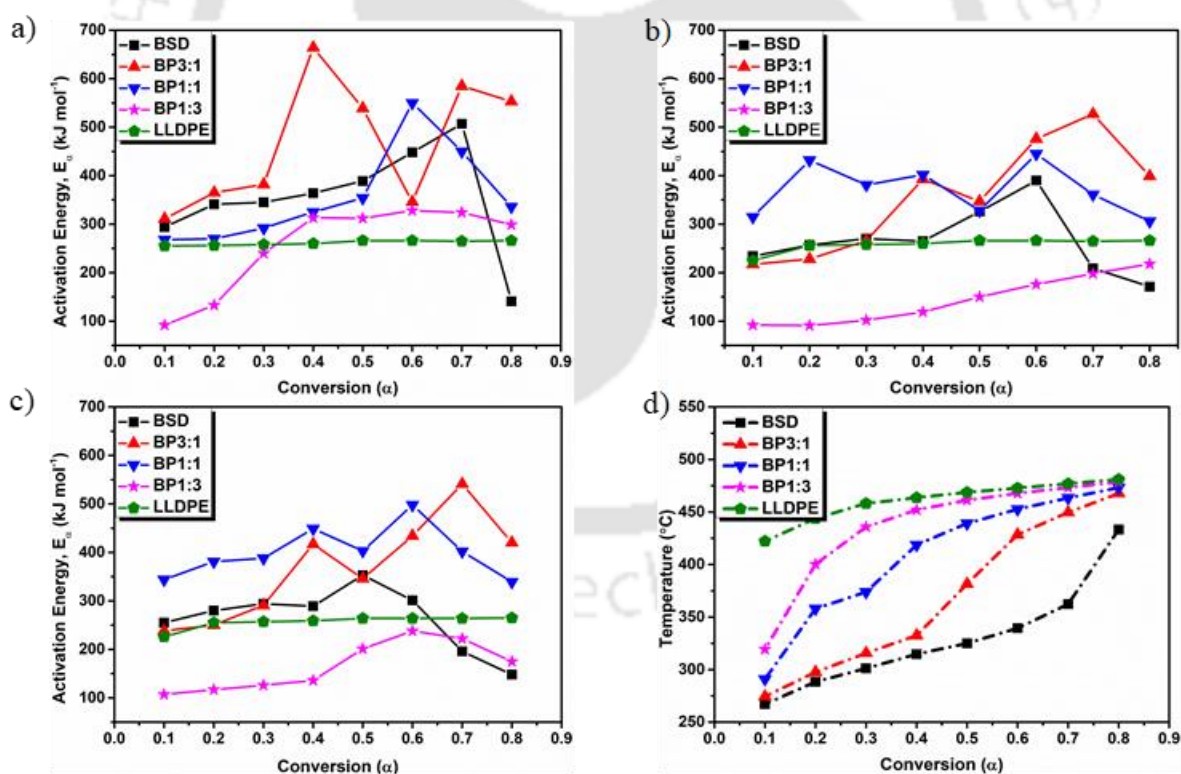 a)
700
600
500
400
300
200
100
0.0 0.1 0.2 0.3 0.4 0.5 0.6 0.7 0.8 0.9
Activation Energy, Eα (kJ mol⁻¹)
Conversion (α)
BSD
BP3:1
BP1:1
BP1:3
LLDPE
b)
700
600
500
400
300
200
100
0.1 0.2 0.3 0.4 0.5 0.6 0.7 0.8
Activation Energy, Eα (kJ mol⁻¹)
Conversion (α)
BSD
BP3:1
BP1:1
BP1:3
LLDPE
c)
700
600
500
400
300
200
100
0.0 0.1 0.2 0.3 0.4 0.5 0.6 0.7 0.8 0.9
Activation Energy, Eα (kJ mol⁻¹)
Conversion (α)
BSD
BP3:1
BP1:1
BP1:3
LLDPE
d)
550
500
450
400
350
300
250
0.0 0.1 0.2 0.3 0.4 0.5 0.6 0.7 0.8 0.9
Temperature (°C)
Conversion (α)
BSD
BP3:1
BP1:1
BP1:3
LLDPE